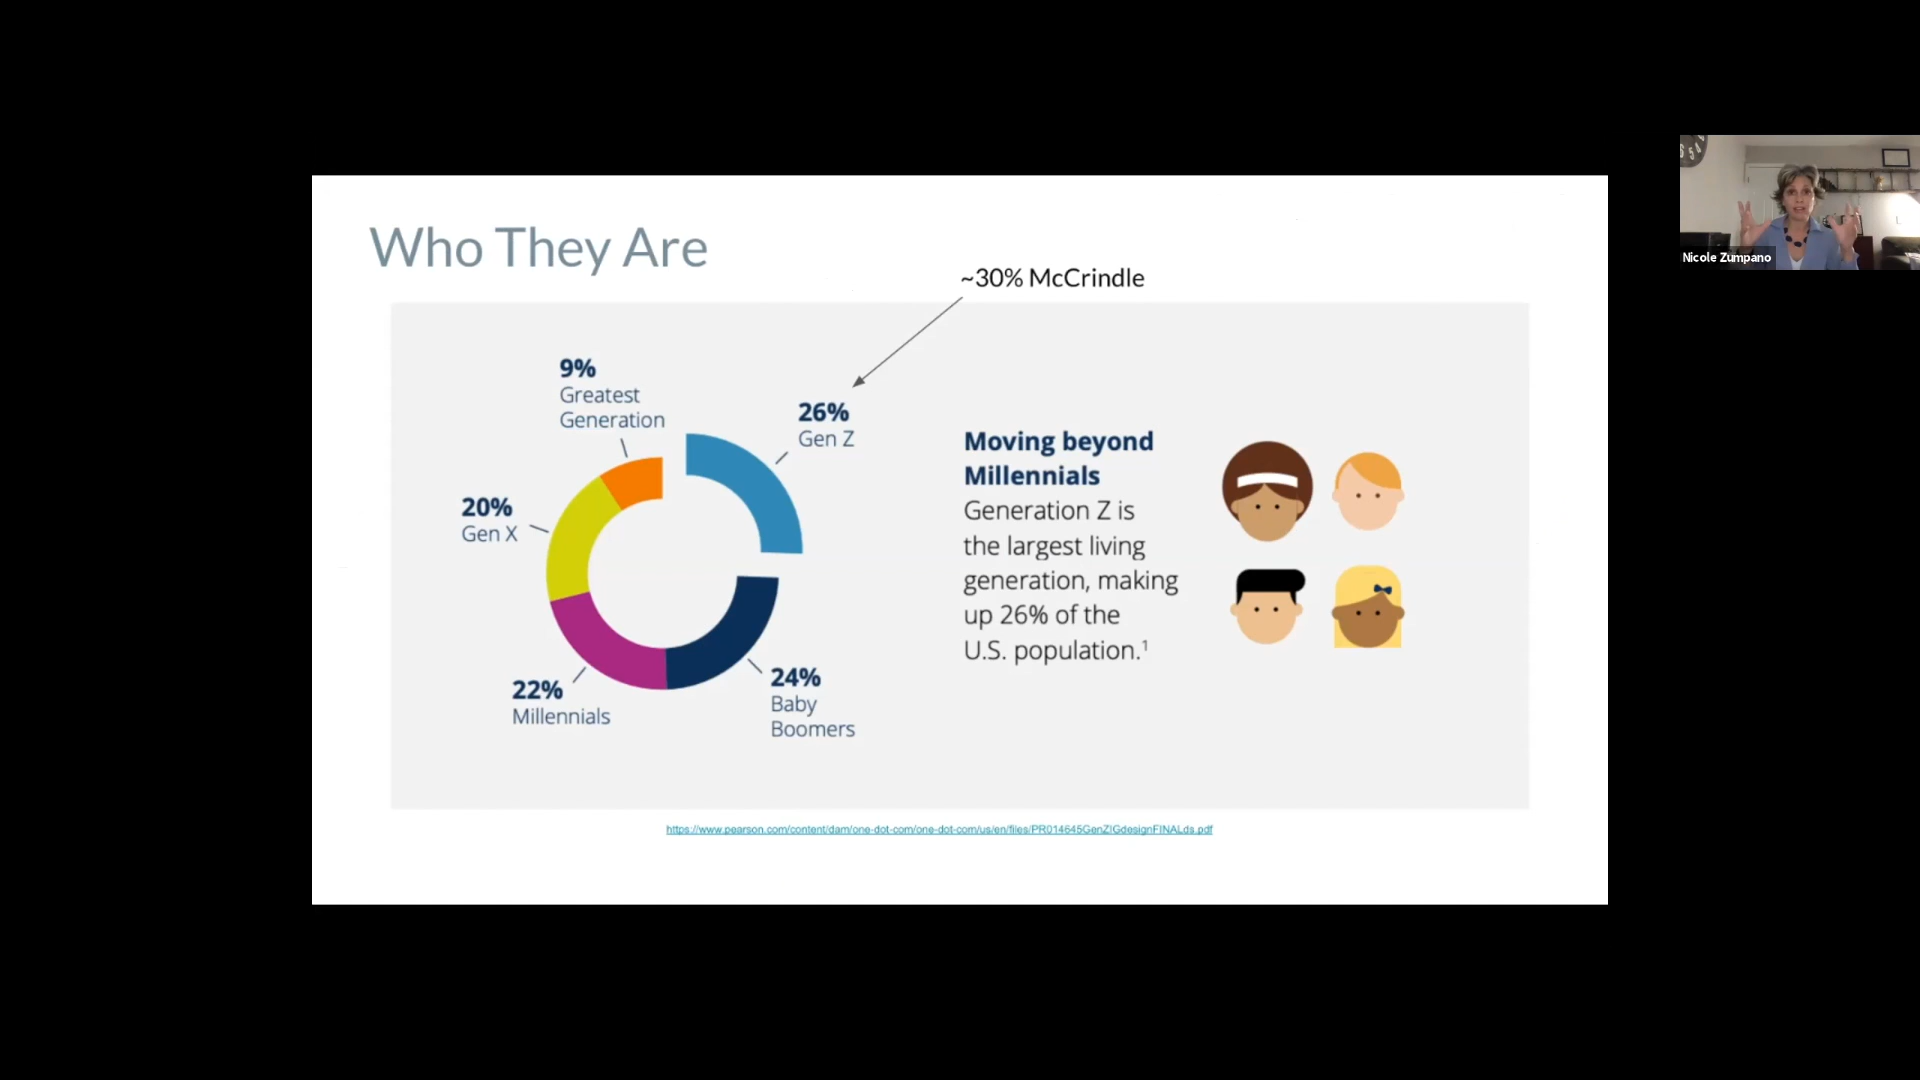 Who They Are
~30% McCrindle
9%
Greatest
Generation
26%
Gen Z
20%
Gen X
22%
Millennials
24%
Baby
Boomers
Moving beyond
Millennials
Generation Z is
the largest living
generation, making
up 26% of the
U.S. population.¹
https://www.pearson.com/content/dam/one-dot-com/one-dot-com/us/en/files/PR014645GenZIGdesignFINALds.pdf
Nicole Zumpano